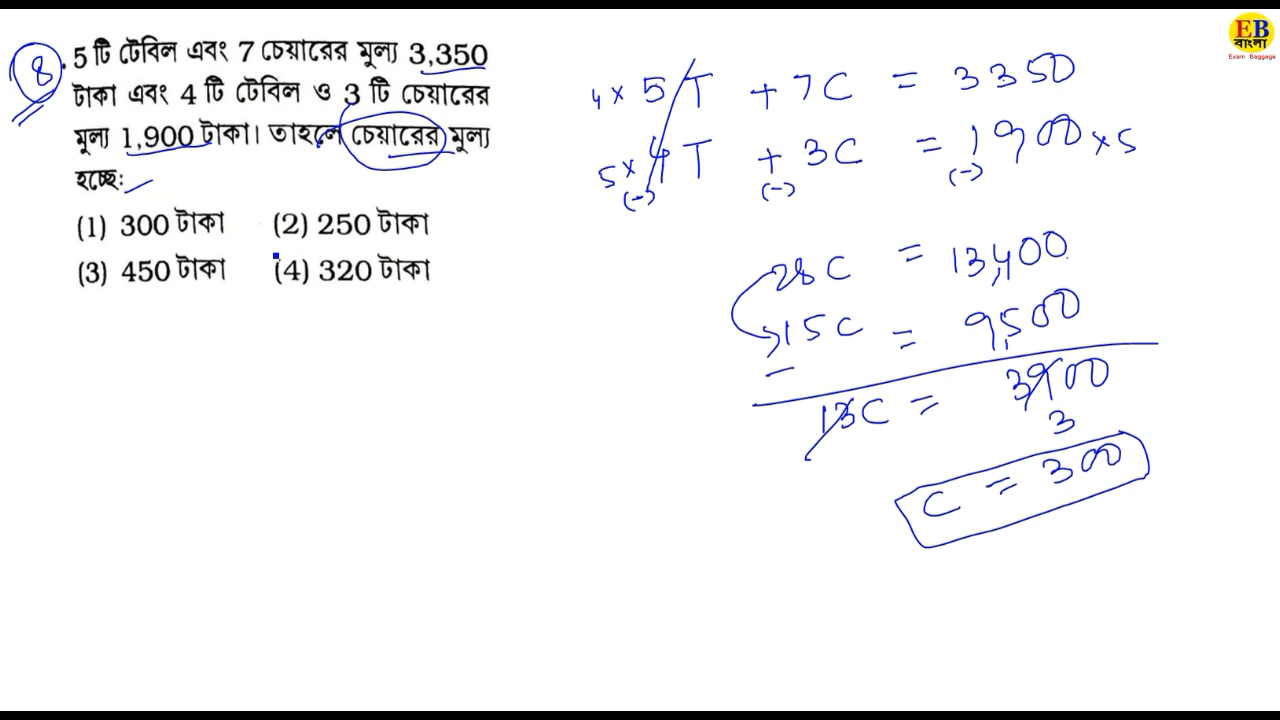 EB
বাংলা
Exam Baggage
8
. 5 টি টেবিল এবং 7 চেয়ারের মুল্য 3,350
টাকা এবং 4 টি টেবিল ও 3 টি চেয়ারের
মুল্য 1,900 টাকা। তাহলে চেয়ারের মুল্য
হচ্ছে:
(1) 300 টাকা (2) 250 টাকা
(3) 450 টাকা (4) 320 টাকা
4 × 5 T + 7C = 3350
5 × 4T + 3C = 1900 × 5
(-) (-) (-)
28C = 13,400
15C = 9,500
-
13C = 3900
3
C = 300